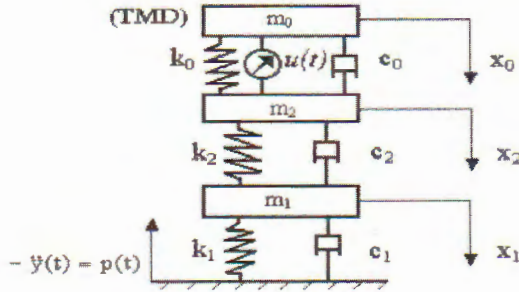 (TMD) m₀
k₀ u(t) c₀ x₀
m₂
k₂ c₂ x₂
m₁
k₁ c₁ x₁
- ÿ(t) = p(t)